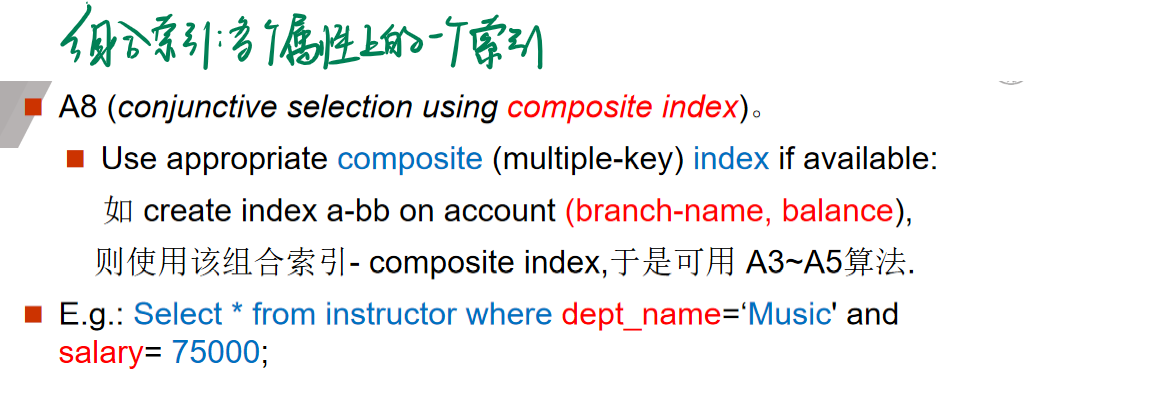 组合索引:多个属性上的一个索引
A8 (conjunctive selection using composite index)。
Use appropriate composite (multiple-key) index if available:
如 create index a-bb on account (branch-name, balance),
则使用该组合索引- composite index,于是可用 A3~A5算法.
E.g.: Select * from instructor where dept_name=‘Music' and
salary= 75000;